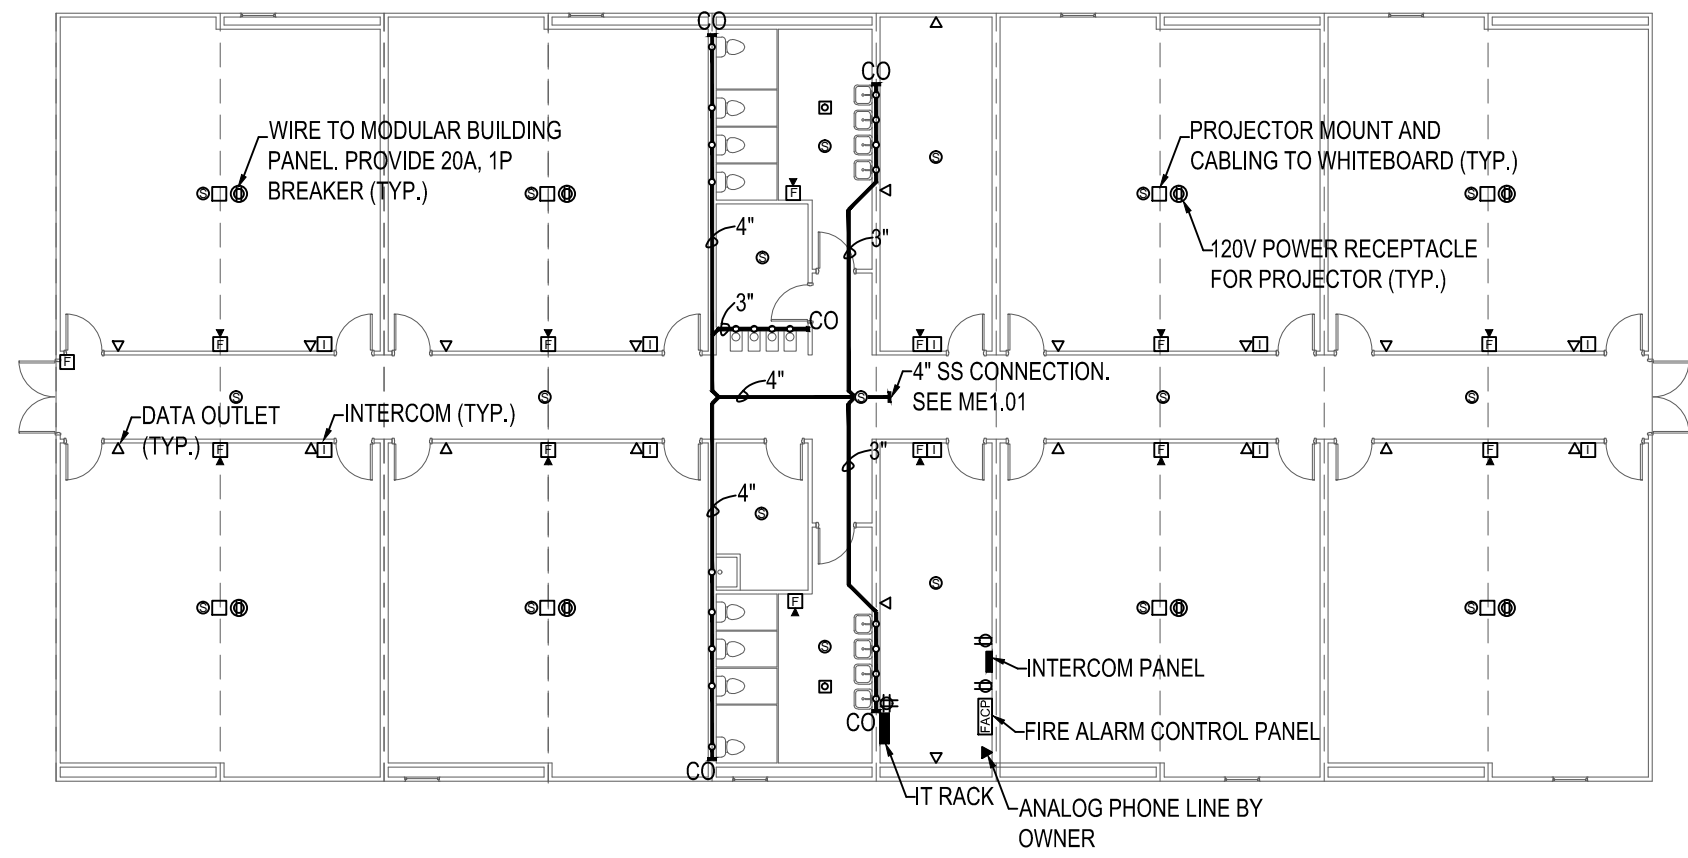 CO
CO
WIRE TO MODULAR BUILDING
PANEL. PROVIDE 20A, 1P
BREAKER (TYP.)
PROJECTOR MOUNT AND
CABLING TO WHITEBOARD (TYP.)
S
S
S
S
S
S
S
F
4"
3"
120V POWER RECEPTACLE
FOR PROJECTOR (TYP.)
S
3"
CO
F
I
F
I
F
I
F
I
F
I
F
4"
4" SS CONNECTION.
SEE ME1.01
S
S
S
S
S
DATA OUTLET
(TYP.)
INTERCOM (TYP.)
F
I
F
I
F
I
F
I
F
I
3"
4"
S
S
F
S
S
S
S
S
INTERCOM PANEL
CO
FACP
FIRE ALARM CONTROL PANEL
CO
IT RACK
ANALOG PHONE LINE BY
OWNER